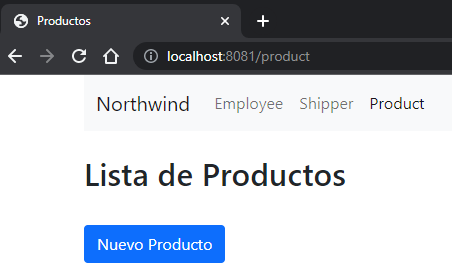 Productos
localhost:8081/product
Northwind Employee Shipper Product
Lista de Productos
Nuevo Producto